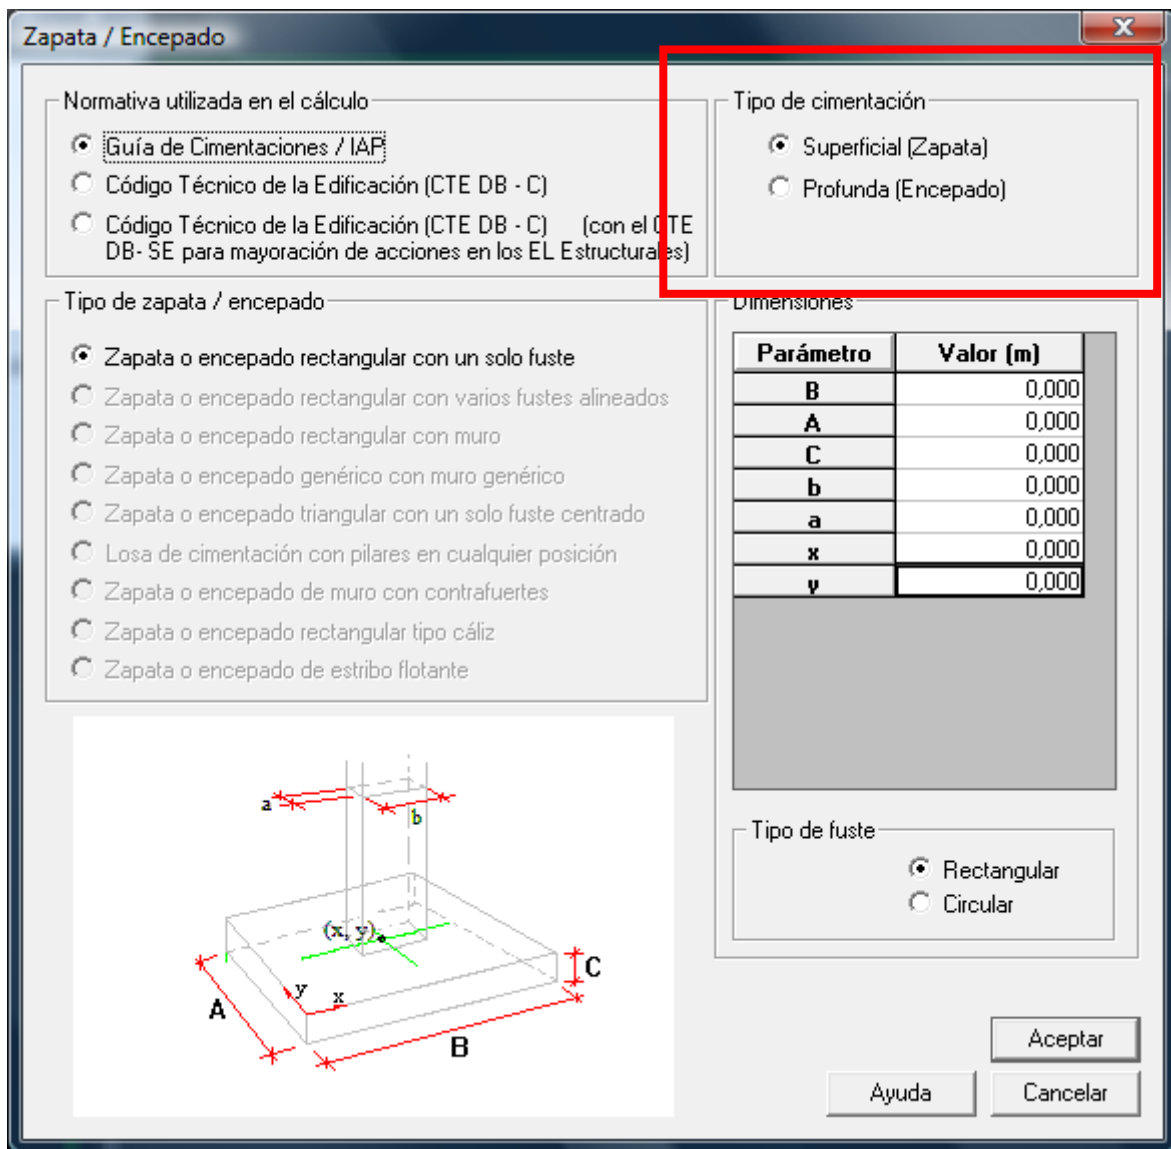 Zapata / Encepado
Normativa utilizada en el cálculo
Guía de Cimentaciones / IAP
Código Técnico de la Edificación (CTE DB - C)
Código Técnico de la Edificación (CTE DB - C) (con el CTE
DB- SE para mayoración de acciones en los EL Estructurales)
Tipo de cimentación
Superficial (Zapata)
Profunda (Encepado)
Tipo de zapata / encepado
Zapata o encepado rectangular con un solo fuste
Zapata o encepado rectangular con varios fustes alineados
Zapata o encepado rectangular con muro
Zapata o encepado genérico con muro genérico
Zapata o encepado triangular con un solo fuste centrado
Losa de cimentación con pilares en cualquier posición
Zapata o encepado de muro con contrafuertes
Zapata o encepado rectangular tipo cáliz
Zapata o encepado de estribo flotante
Dimensiones
Parámetro Valor (m)
B 0,000
A 0,000
C 0,000
b 0,000
a 0,000
x 0,000
y 0,000
Tipo de fuste
Rectangular
Circular
a
b
(x, y)
C
y
x
A
B
Aceptar
Ayuda
Cancelar